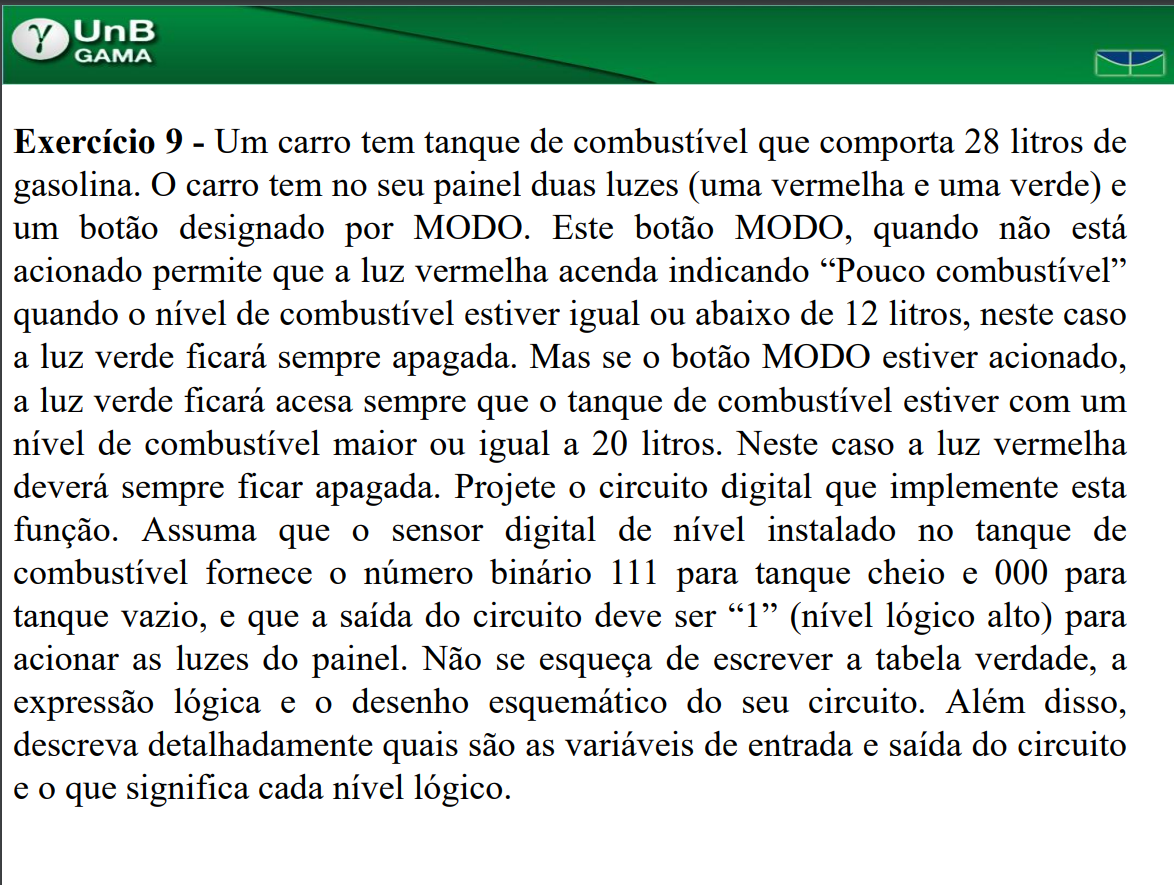 UnB
GAMA
Exercício 9 - Um carro tem tanque de combustível que comporta 28 litros de
gasolina. O carro tem no seu painel duas luzes (uma vermelha e uma verde) e
um botão designado por MODO. Este botão MODO, quando não está
acionado permite que a luz vermelha acenda indicando “Pouco combustível”
quando o nível de combustível estiver igual ou abaixo de 12 litros, neste caso
a luz verde ficará sempre apagada. Mas se o botão MODO estiver acionado,
a luz verde ficará acesa sempre que o tanque de combustível estiver com um
nível de combustível maior ou igual a 20 litros. Neste caso a luz vermelha
deverá sempre ficar apagada. Projete o circuito digital que implemente esta
função. Assuma que o sensor digital de nível instalado no tanque de
combustível fornece o número binário 111 para tanque cheio e 000 para
tanque vazio, e que a saída do circuito deve ser “1” (nível lógico alto) para
acionar as luzes do painel. Não se esqueça de escrever a tabela verdade, a
expressão lógica e o desenho esquemático do seu circuito. Além disso,
descreva detalhadamente quais são as variáveis de entrada e saída do circuito
e o que significa cada nível lógico.